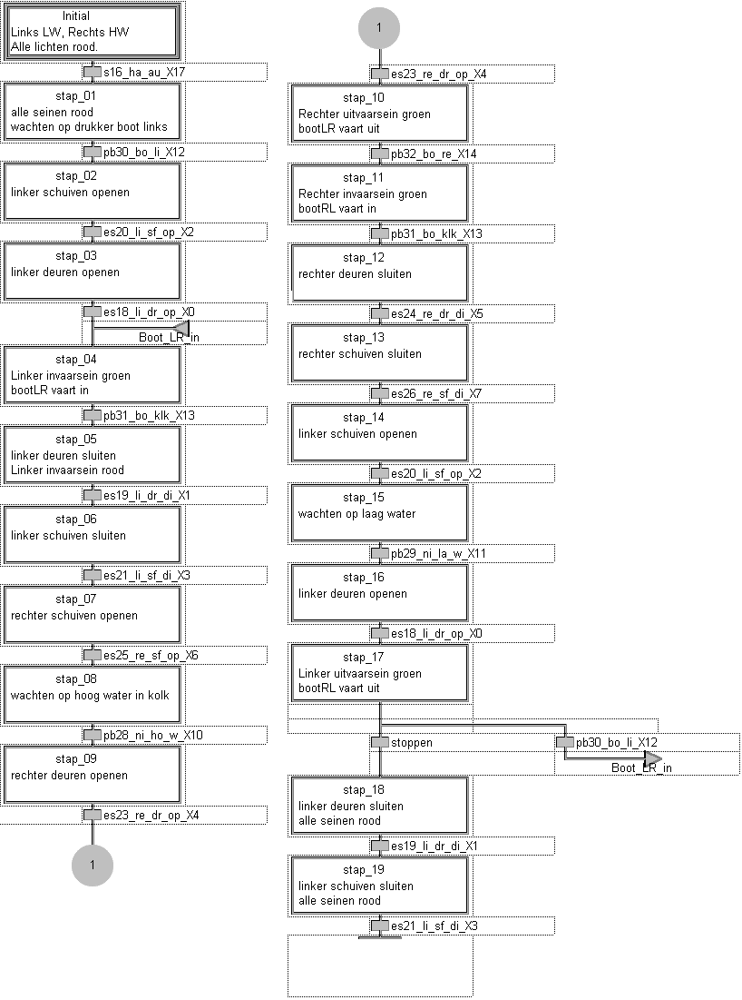 Initial
Links LW, Rechts HW
Alle lichten rood.
s16_ha_au_X17
stap_01
alle seinen rood
wachten op drukker boot links
pb30_bo_li_X12
stap_02
linker schuiven openen
es20_li_sf_op_X2
stap_03
linker deuren openen
es18_li_dr_op_X0
Boot_LR_in
stap_04
Linker invaarsein groen
bootLR vaart in
pb31_bo_klk_X13
stap_05
linker deuren sluiten
Linker invaarsein rood
es19_li_dr_di_X1
stap_06
linker schuiven sluiten
es21_li_sf_di_X3
stap_07
rechter schuiven openen
es25_re_sf_op_X6
stap_08
wachten op hoog water in kolk
pb28_ni_ho_w_X10
stap_09
rechter deuren openen
es23_re_dr_op_X4
1
1
es23_re_dr_op_X4
stap_10
Rechter uitvaarsein groen
bootLR vaart uit
pb32_bo_re_X14
stap_11
Rechter invaarsein groen
bootRL vaart in
pb31_bo_klk_X13
stap_12
rechter deuren sluiten
es24_re_dr_di_X5
stap_13
rechter schuiven sluiten
es26_re_sf_di_X7
stap_14
linker schuiven openen
es20_li_sf_op_X2
stap_15
wachten op laag water
pb29_ni_la_w_X11
stap_16
linker deuren openen
es18_li_dr_op_X0
stap_17
Linker uitvaarsein groen
bootRL vaart uit
stoppen
pb30_bo_li_X12
Boot_LR_in
stap_18
linker deuren sluiten
alle seinen rood
es19_li_dr_di_X1
stap_19
linker schuiven sluiten
alle seinen rood
es21_li_sf_di_X3